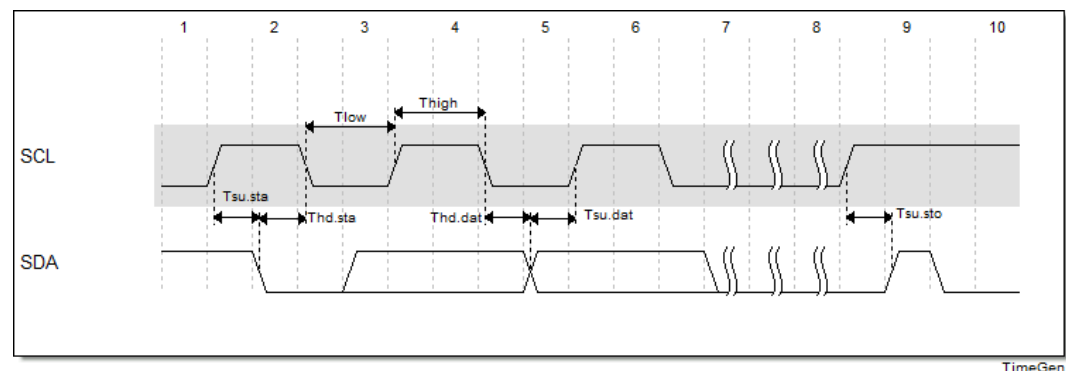 1 2 3 4 5 6 7 8 9 10
Thigh
Tlow
SCL
Tsu.sta
Thd.sta Thd.dat Tsu.dat Tsu.sto
SDA
TimeGen